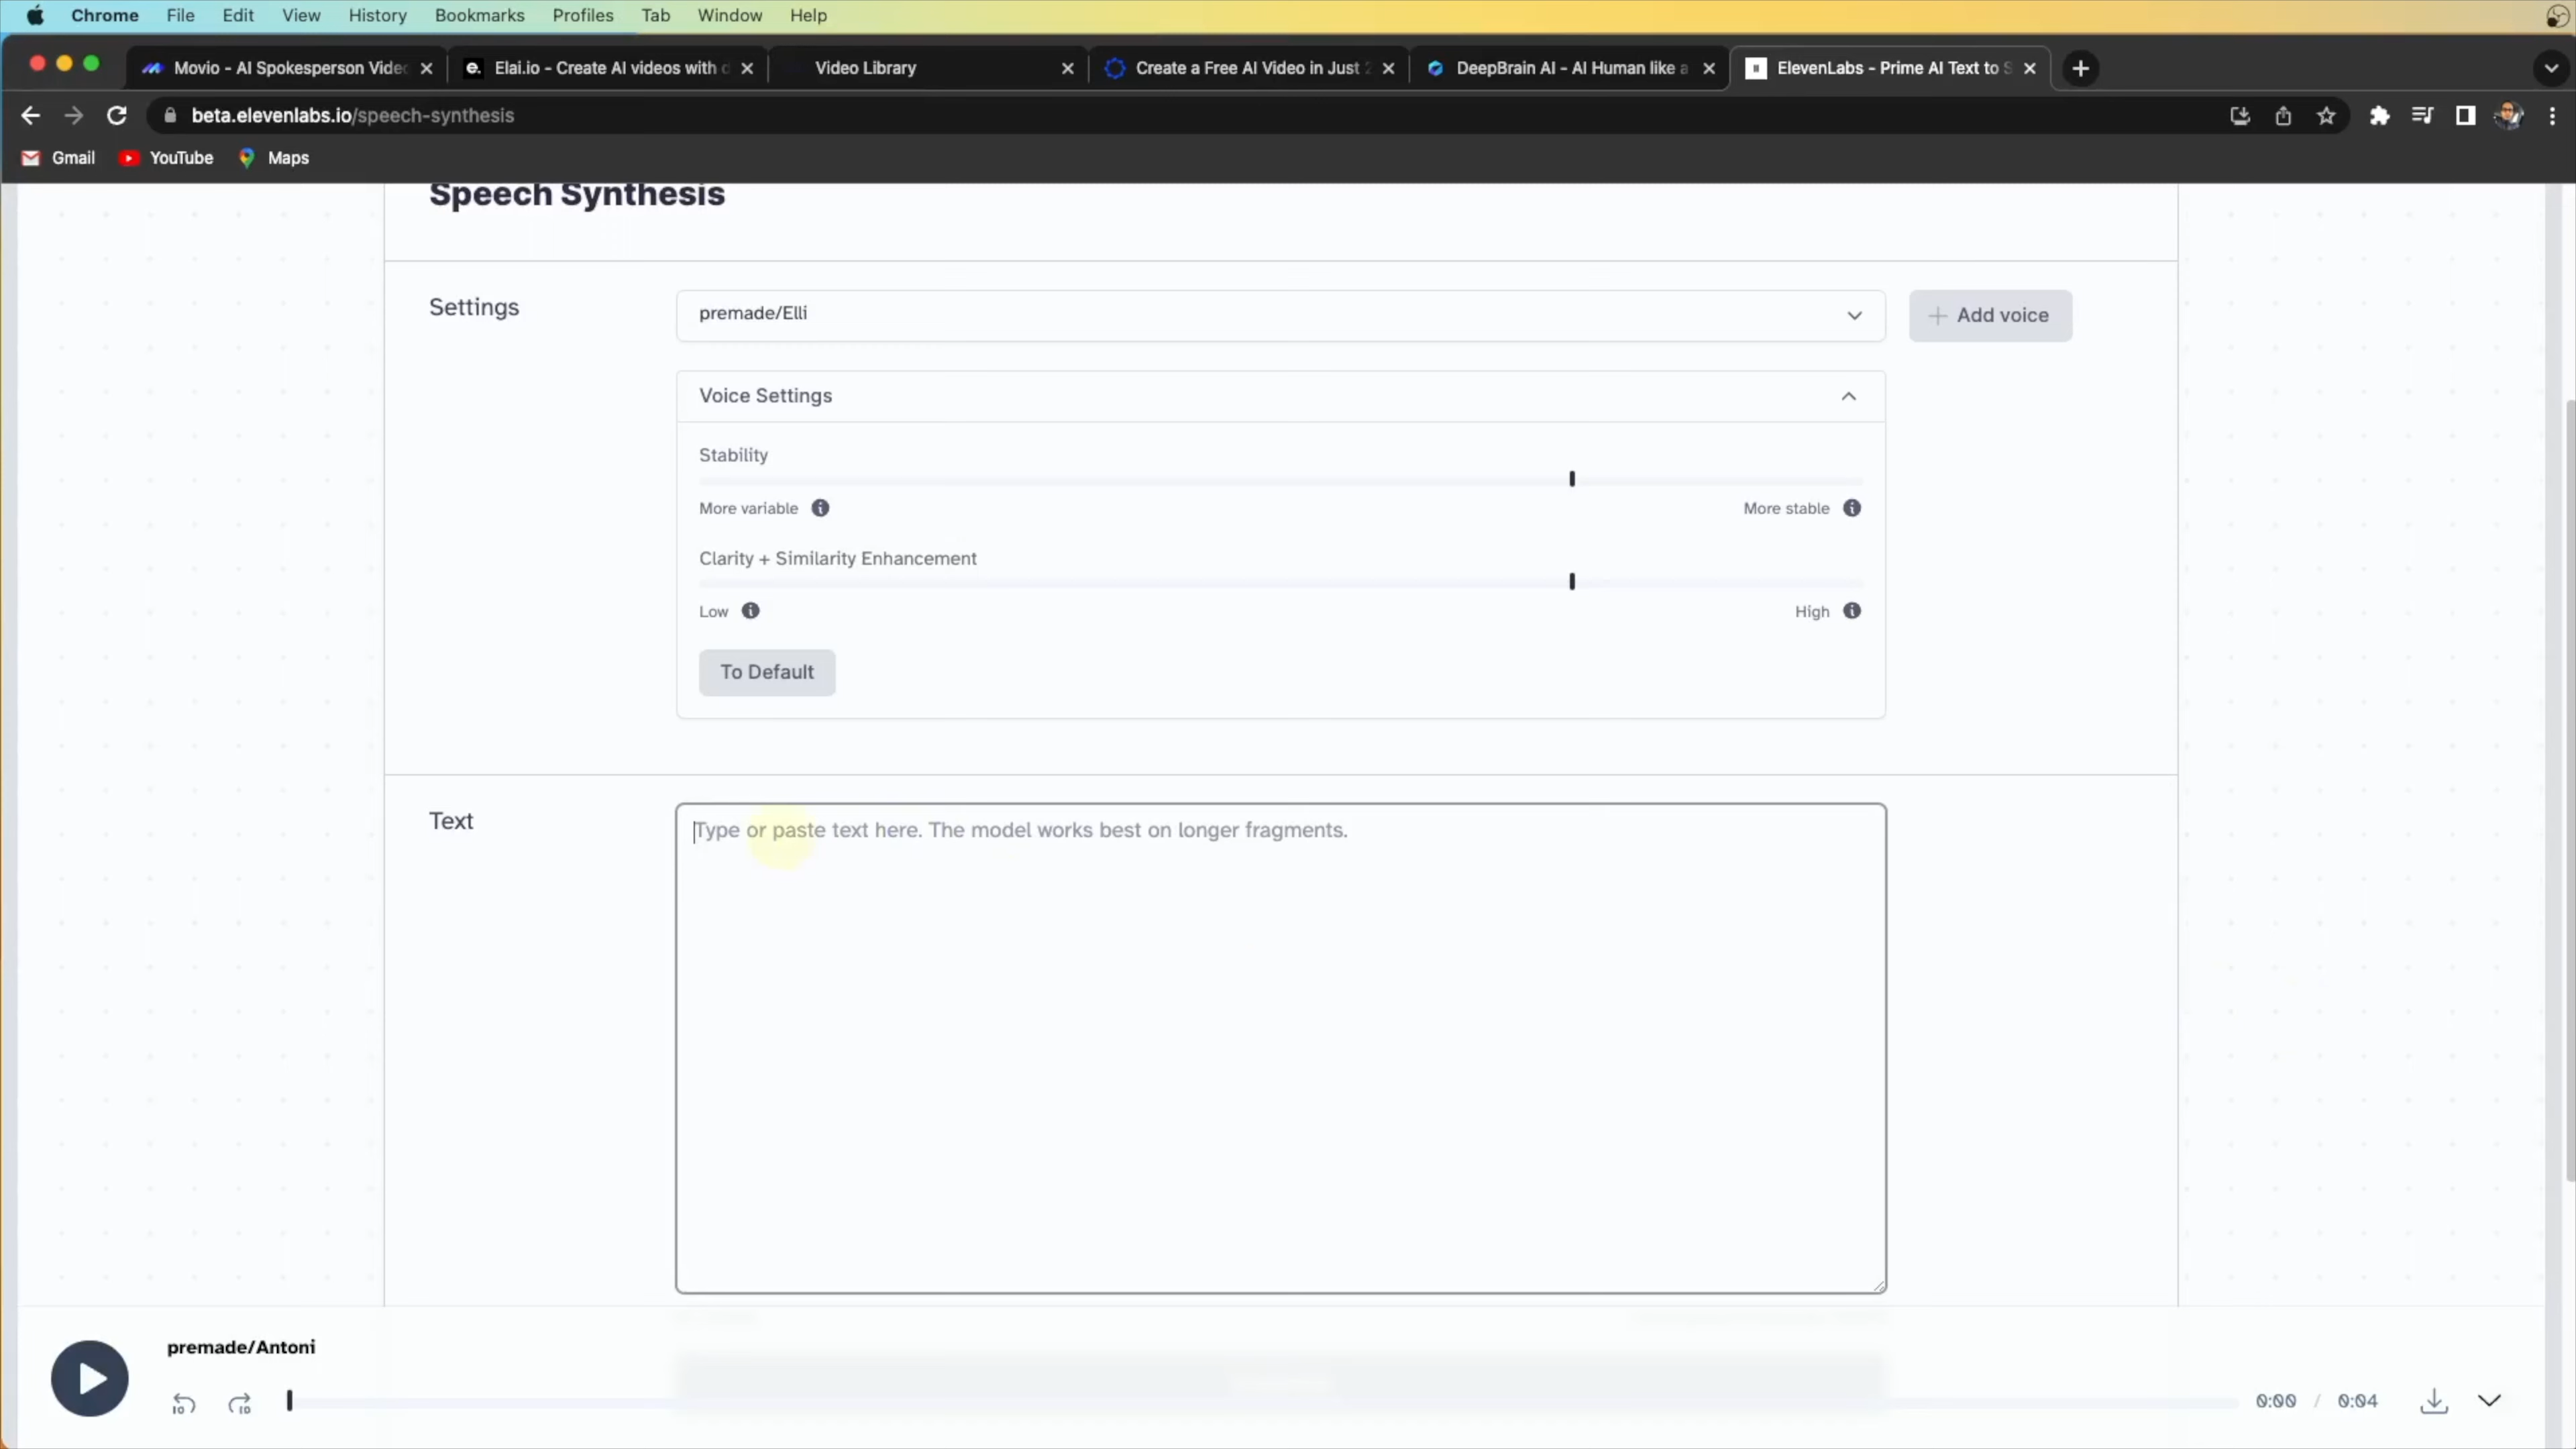 Chrome File Edit View History Bookmarks Profiles Tab Window Help
Movio - AI Spokesperson Video
Elai.io - Create AI videos with
Video Library
Create a Free AI Video in Just
DeepBrain AI - AI Human like a
ElevenLabs - Prime AI Text to S
beta.elevenlabs.io/speech-synthesis
Gmail YouTube Maps
Speech Synthesis
Settings
premade/Elli
Add voice
Voice Settings
Stability
More variable
More stable
Clarity + Similarity Enhancement
Low
High
To Default
Text
Type or paste text here. The model works best on longer fragments.
premade/Antoni
10 10
0:00 / 0:04